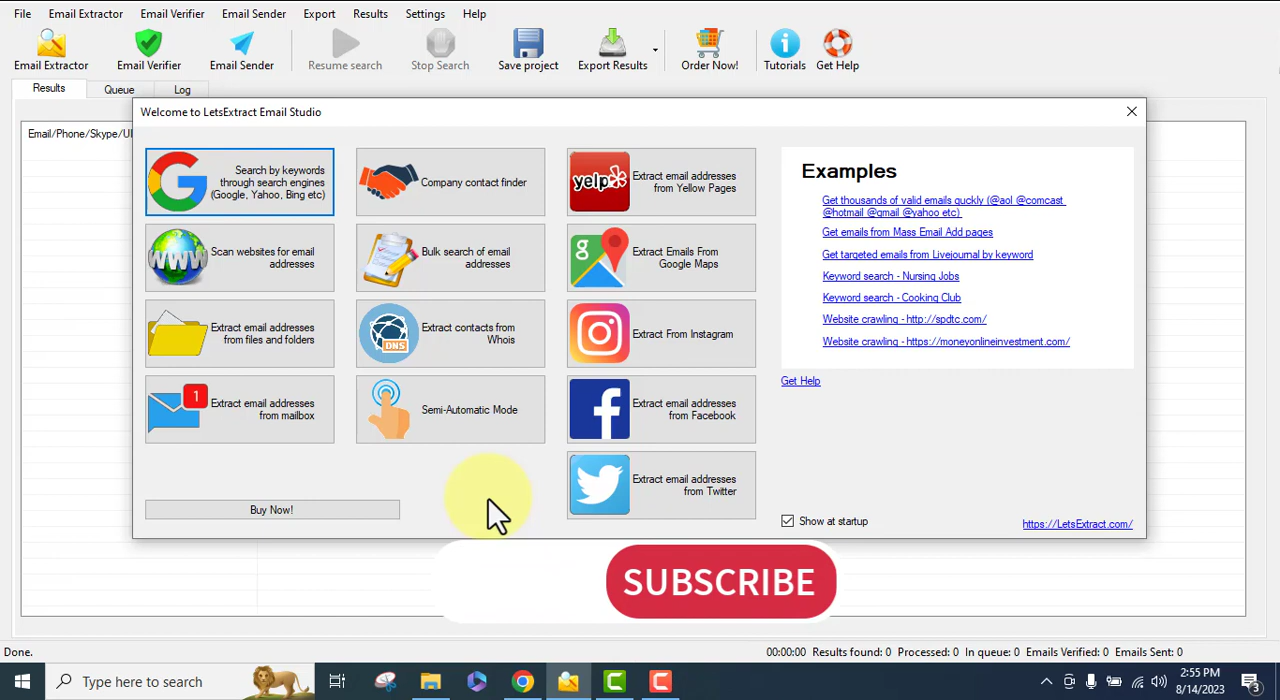 File Email Extractor Email Verifier Email Sender Export Results Settings Help
Email Extractor Email Verifier Email Sender Resume search Stop Search Save project Export Results Order Now! Tutorials Get Help
Results Queue Log
Email/Phone/Skype/UI
Welcome to LetsExtract Email Studio
Search by keywords
through search engines
(Google, Yahoo, Bing etc)
Company contact finder
yelp
Extract email addresses
from Yellow Pages
WWW
Scan websites for email
addresses
Bulk search of email
addresses
g
Extract Emails From
Google Maps
Extract email addresses
from files and folders
DNS
Extract contacts from
Whois
Extract From Instagram
1
Extract email addresses
from mailbox
Semi-Automatic Mode
f
Extract email addresses
from Facebook
Extract email addresses
from Twitter
Buy Now!
Examples
Get thousands of valid emails quckly (@aol @comcast
@hotmail @gmail @yahoo etc)
Get emails from Mass Email Add pages
Get targeted emails from Livejournal by keyword
Keyword search - Nursing Jobs
Keyword search - Cooking Club
Website crawling - http://spdtc.com/
Website crawling - https://moneyonlineinvestment.com/
Get Help
Show at startup
https://LetsExtract.com/
SUBSCRIBE
Done. 00:00:00 Results found: 0 Processed: 0 In queue: 0 Emails Verified: 0 Emails Sent: 0
Type here to search
2:55 PM
8/14/2023
3